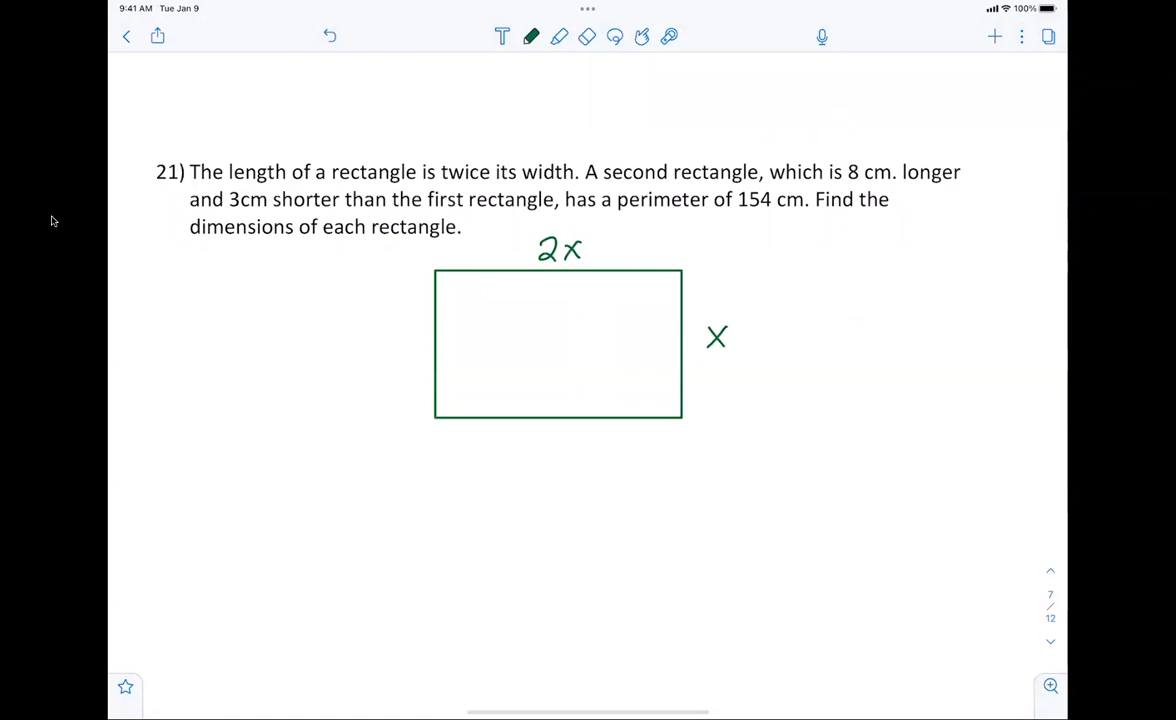 9:41 AM Tue Jan 9
100%
21) The length of a rectangle is twice its width. A second rectangle, which is 8 cm. longer
and 3cm shorter than the first rectangle, has a perimeter of 154 cm. Find the
dimensions of each rectangle.
2x
x
7
/
12